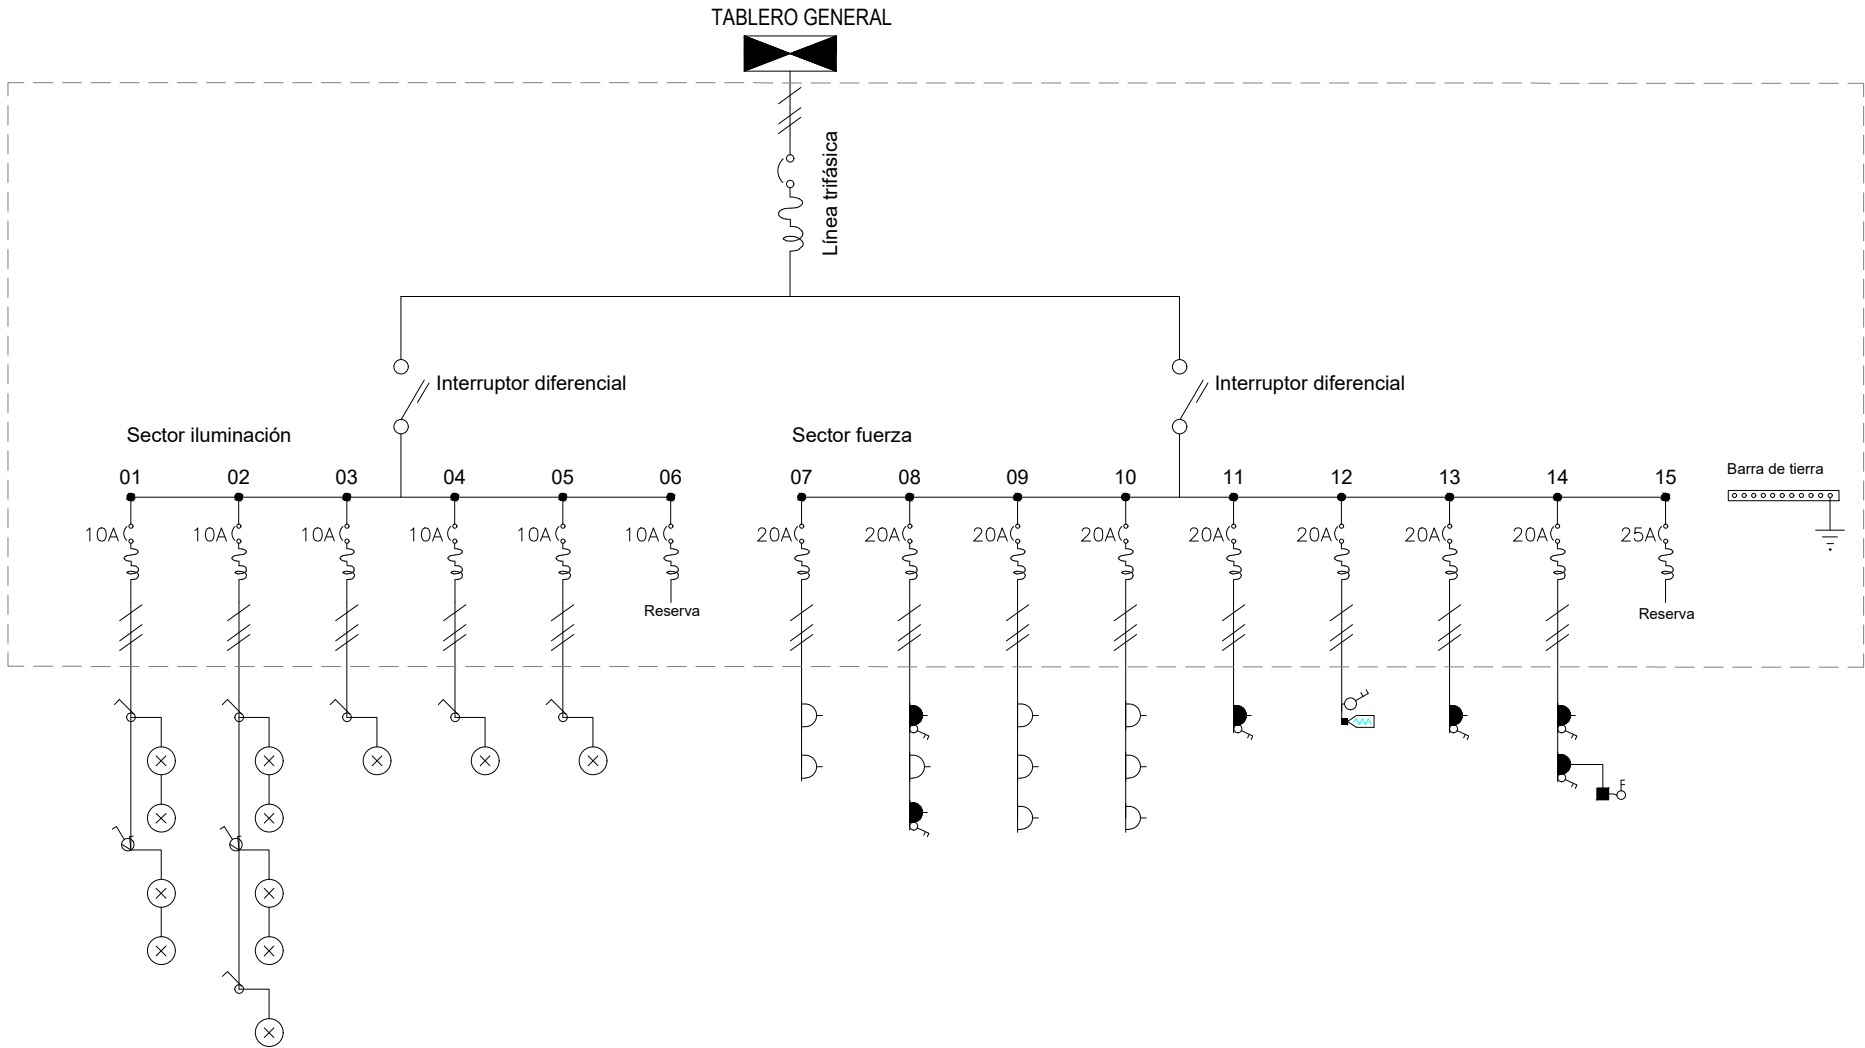 TABLERO GENERAL
Línea trifásica
Interruptor diferencial
Interruptor diferencial
Sector iluminación
Sector fuerza
01 02 03 04 05 06 07 08 09 10 11 12 13 14 15
Barra de tierra
10A 10A 10A 10A 10A 10A 20A 20A 20A 20A 20A 20A 20A 20A 25A
Reserva
Reserva